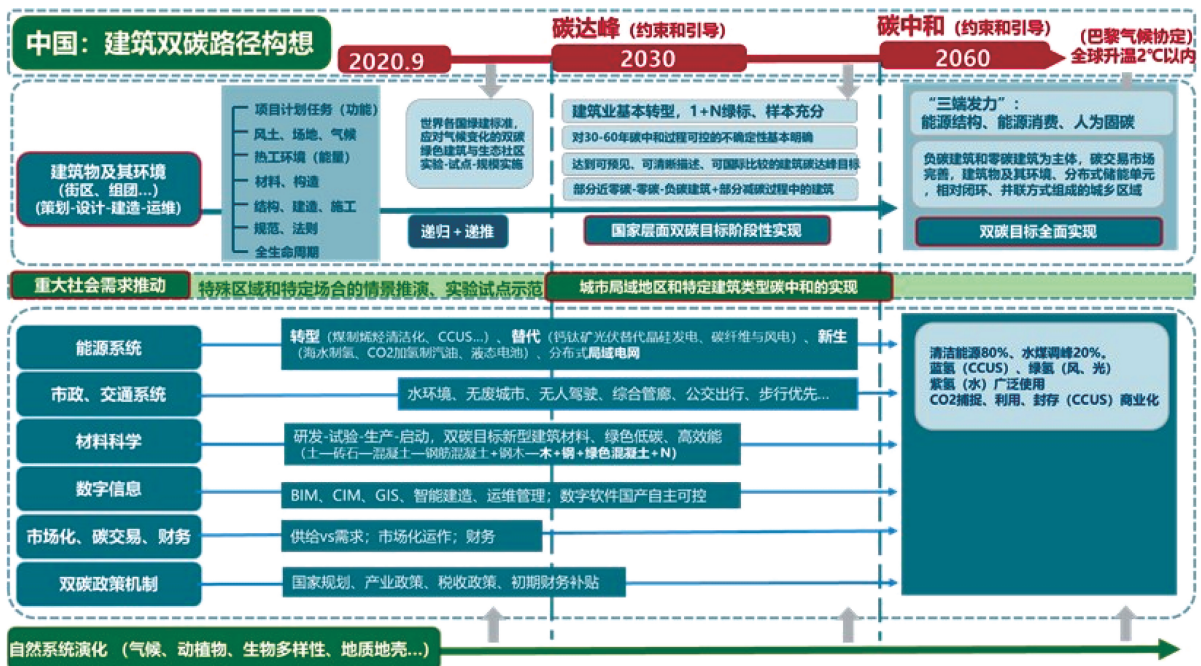 中国：建筑双碳路径构想
2020.9
碳达峰（约束和引导）
2030
碳中和（约束和引导）
2060
（巴黎气候协定）
全球升温2℃以内
建筑物及其环境
（街区、组团...）
(策划-设计-建造-运维)
项目计划任务（功能）
风土、场地、气候
热工环境（能量）
材料、构造
结构、建造、施工
规范、法则
全生命周期
世界各国绿建标准，
应对气候变化的双碳
绿色建筑与生态社区
实验-试点-规模实施
递归＋递推
建筑业基本转型，1+N绿标、样本充分
对30-60年碳中和过程可控的不确定性基本明确
达到可预见、可清晰描述、可国际比较的建筑碳达峰目标
部分近零碳-零碳-负碳建筑+部分减碳过程中的建筑
国家层面双碳目标阶段性实现
“三端发力”：
能源结构、能源消费、人为固碳
负碳建筑和零碳建筑为主体，碳交易市场
完善，建筑物及其环境、分布式储能单元
，相对闭环、并联方式组成的城乡区域
双碳目标全面实现
重大社会需求推动
特殊区域和特定场合的情景推演、实验试点示范
城市局域地区和特定建筑类型碳中和的实现
能源系统
转型（煤制烯烃清洁化、CCUS...）、替代（钙钛矿光伏替代晶硅发电、碳纤维与风电）、新生
（海水制氢、CO2加氢制汽油、液态电池）、分布式局域电网
市政、交通系统
水环境、无废城市、无人驾驶、综合管廊、公交出行、步行优先...
材料科学
研发-试验-生产-启动，双碳目标新型建筑材料、绿色低碳、高效能
（土—砖石—混凝土—钢筋混凝土+钢木—木+钢+绿色混凝土+N）
数字信息
BIM、CIM、GIS、智能建造、运维管理；数字软件国产自主可控
市场化、碳交易、财务
供给vs需求；市场化运作；财务
双碳政策机制
国家规划、产业政策、税收政策、初期财务补贴
清洁能源80%、水煤调峰20%。
蓝氢（CCUS）、绿氢（风、光）
紫氢（水）广泛使用
CO2捕捉、利用、封存（CCUS）商业化
自然系统演化 （气候、动植物、生物多样性、地质地壳...）